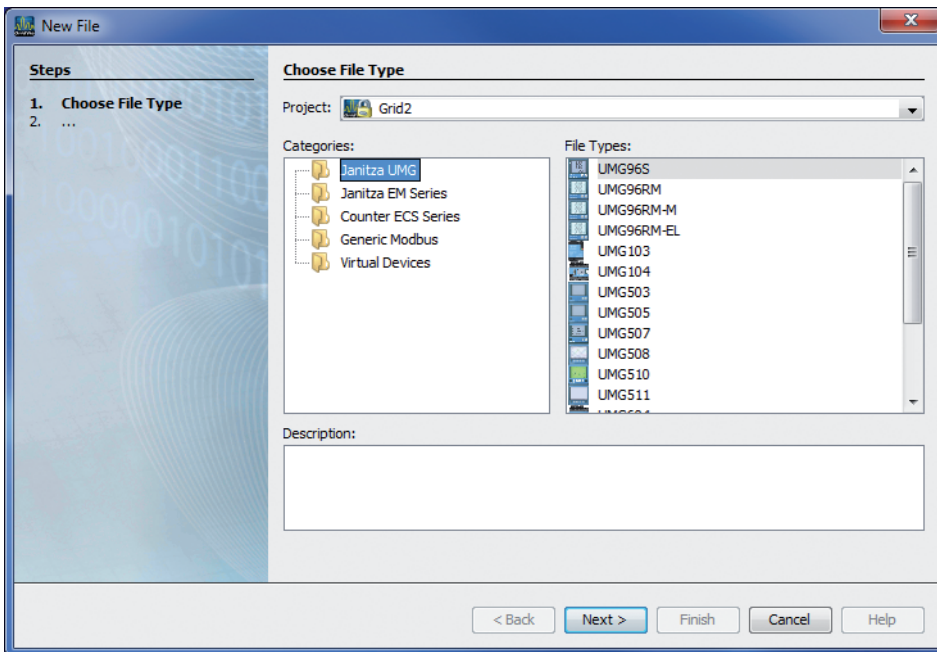 New File
Steps
1. Choose File Type
2. ...
Choose File Type
Project: Grid2
Categories:
Janitza UMG
Janitza EM Series
Counter ECS Series
Generic Modbus
Virtual Devices
File Types:
UMG96S
UMG96RM
UMG96RM-M
UMG96RM-EL
UMG103
UMG104
UMG503
UMG505
UMG507
UMG508
UMG510
UMG511
Description:
< Back
Next >
Finish
Cancel
Help